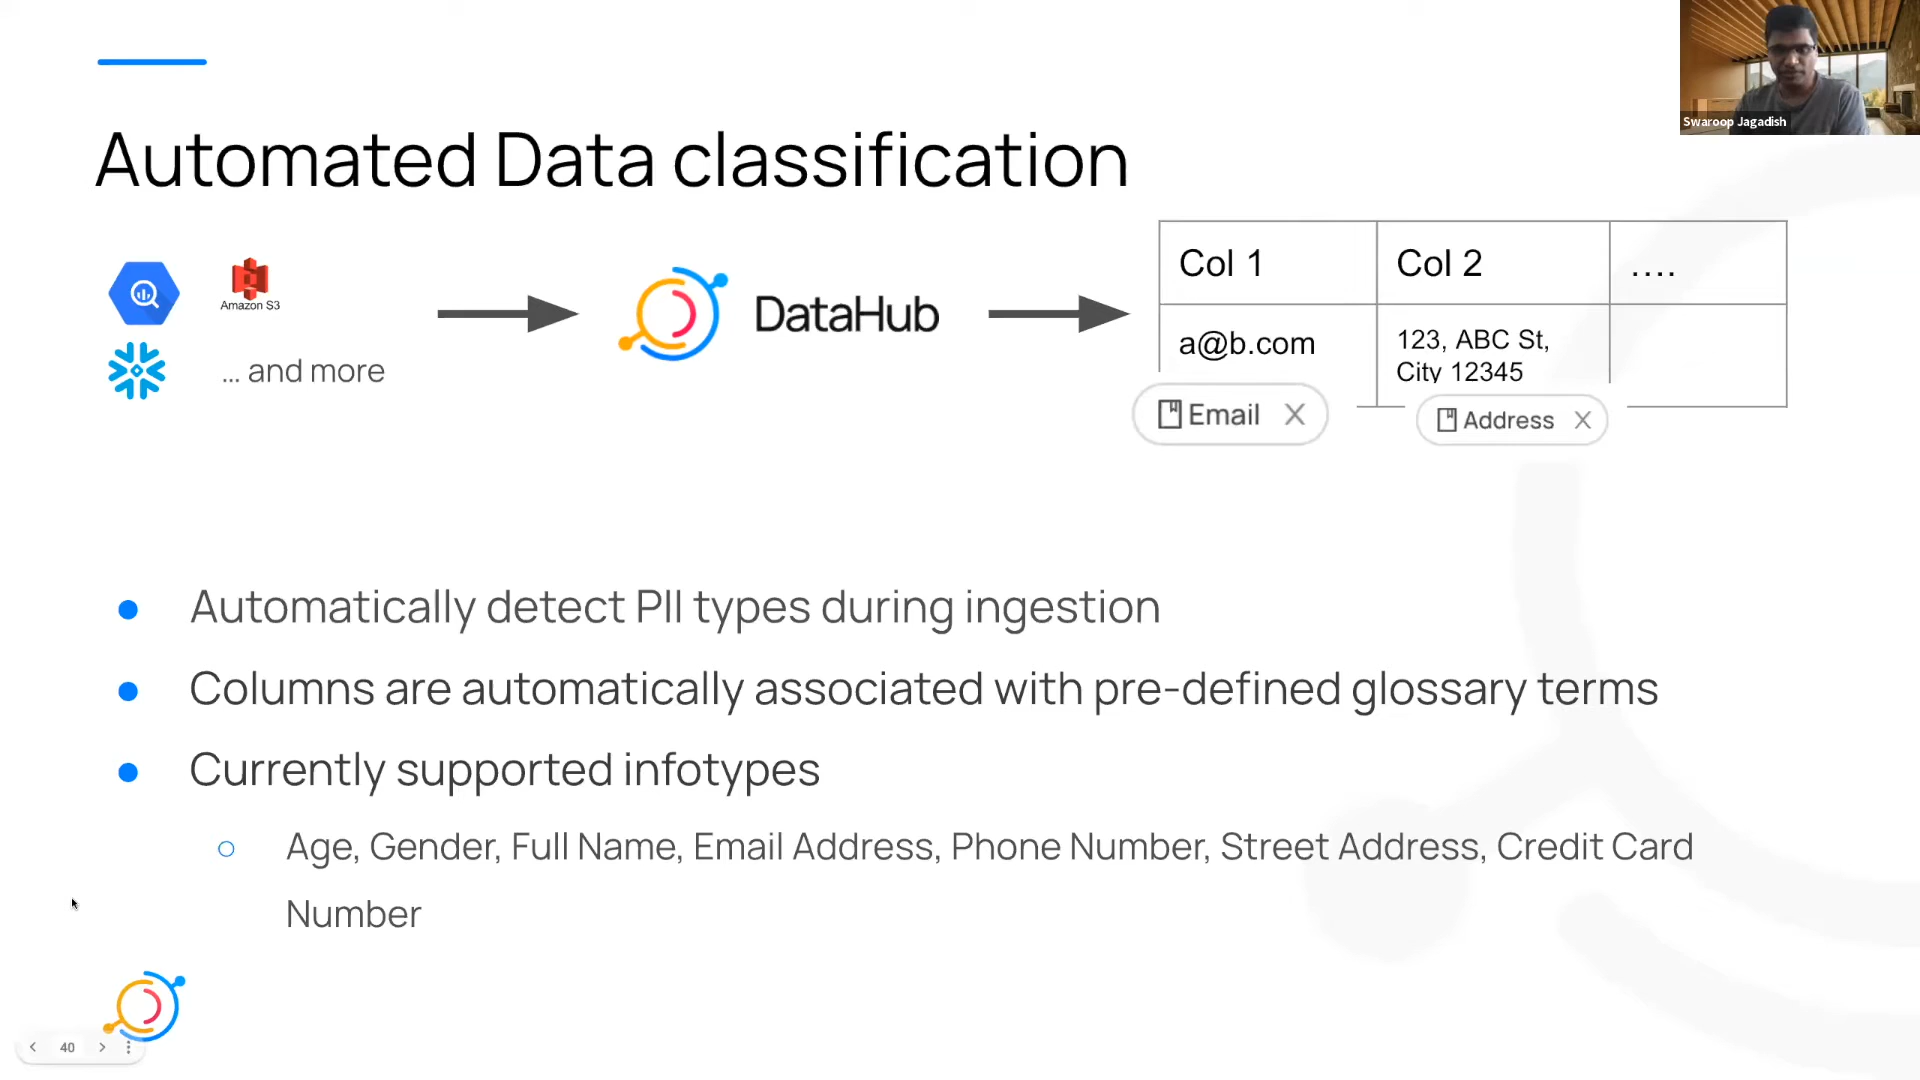 Swaroop Jagadish
Automated Data classification
Amazon S3
... and more
DataHub
Col 1 Col 2 ....
a@b.com
123, ABC St,
City 12345
Email X
Address X
● Automatically detect PII types during ingestion
● Columns are automatically associated with pre-defined glossary terms
● Currently supported infotypes
○ Age, Gender, Full Name, Email Address, Phone Number, Street Address, Credit Card
Number
40